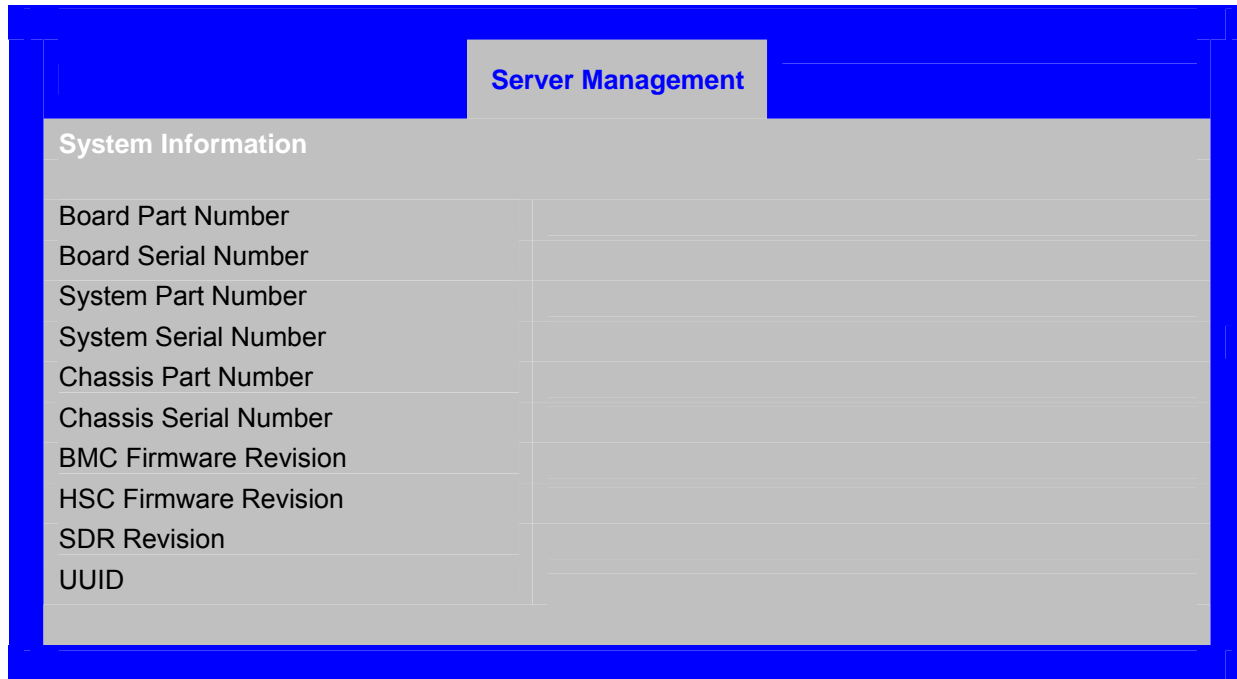 Server Management
System Information
Board Part Number
Board Serial Number
System Part Number
System Serial Number
Chassis Part Number
Chassis Serial Number
BMC Firmware Revision
HSC Firmware Revision
SDR Revision
UUID